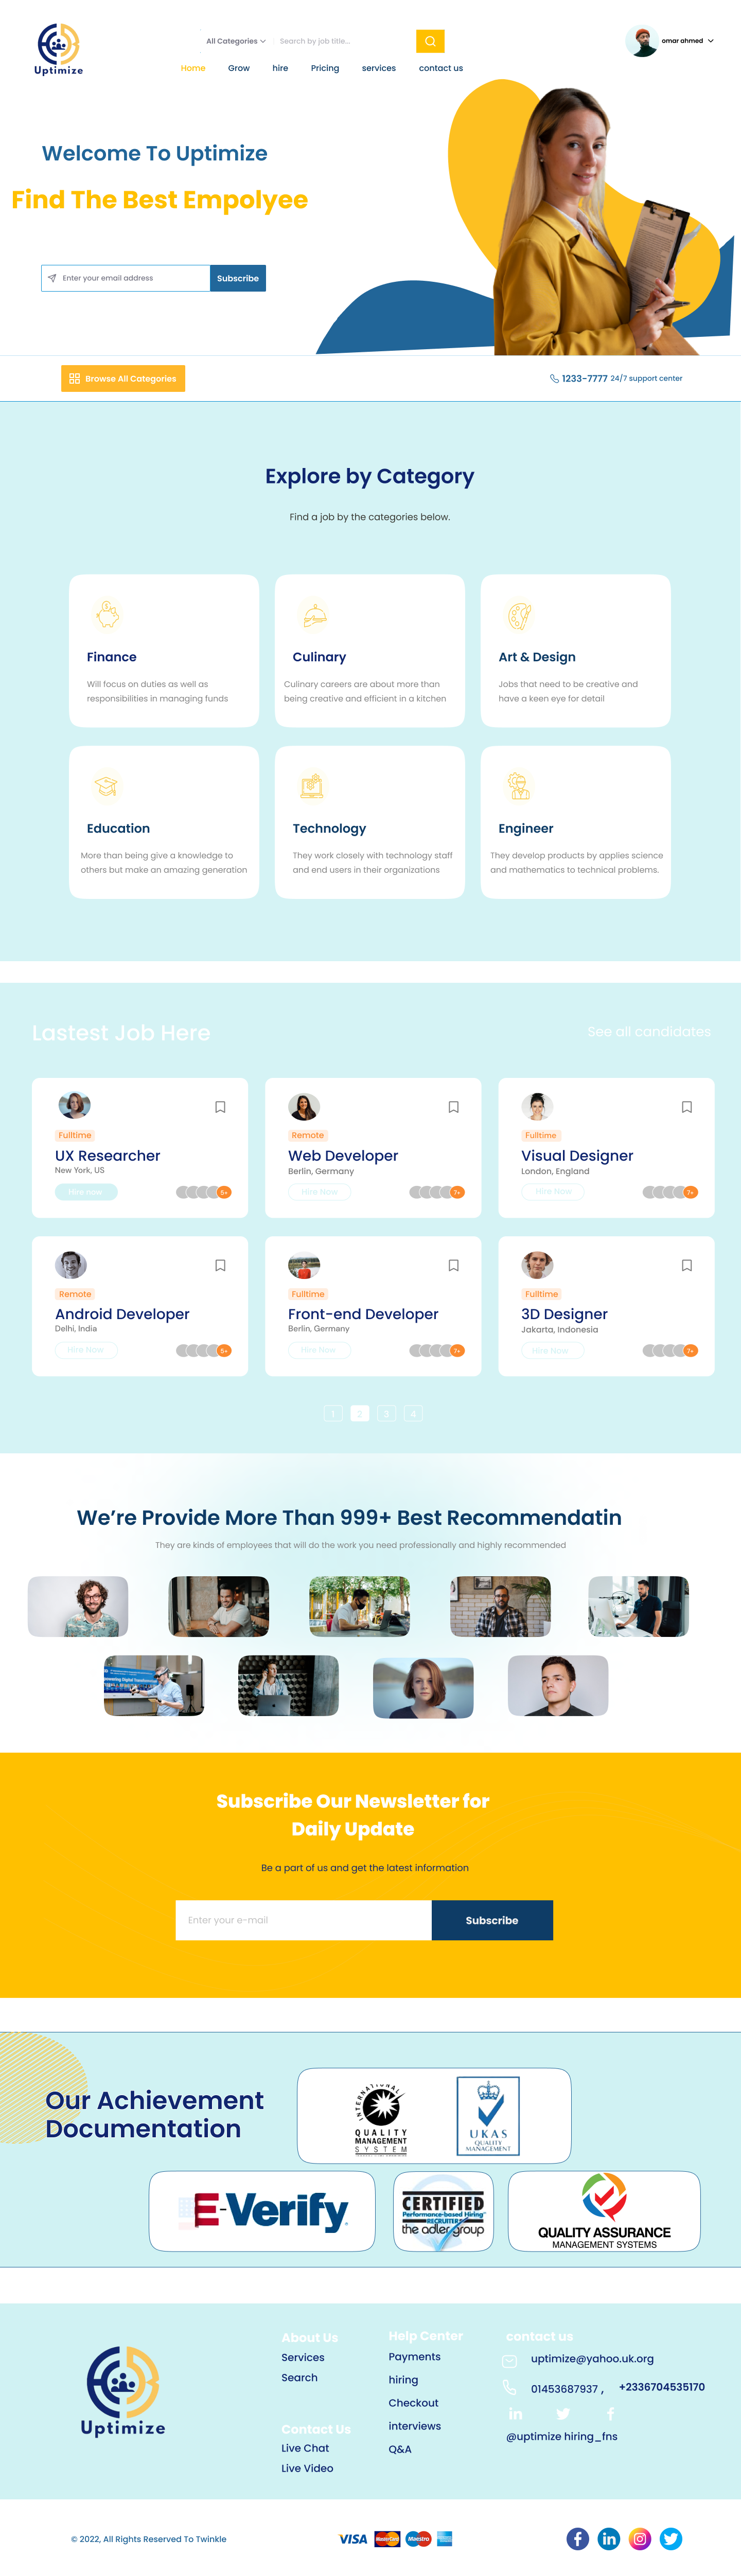 Uptimize
All Categories
Search by job title...
omar ahmed
Home Grow hire Pricing services contact us
Welcome To Uptimize
Find The Best Empolyee
Enter your email address
Subscribe
Browse All Categories
1233-7777 24/7 support center
Explore by Category
Find a job by the categories below.
Finance
Will focus on duties as well as
responsibilities in managing funds
Culinary
Culinary careers are about more than
being creative and efficient in a kitchen
Art & Design
Jobs that need to be creative and
have a keen eye for detail
Education
More than being give a knowledge to
others but make an amazing generation
Technology
They work closely with technology staff
and end users in their organizations
Engineer
They develop products by applies science
and mathematics to technical problems.
Lastest Job Here
See all candidates
Fulltime
UX Researcher
New York, US
Hire now
5+
Remote
Web Developer
Berlin, Germany
Hire Now
7+
Fulltime
Visual Designer
London, England
Hire Now
7+
Remote
Android Developer
Delhi, India
Hire Now
5+
Fulltime
Front-end Developer
Berlin, Germany
Hire Now
7+
Fulltime
3D Designer
Jakarta, Indonesia
Hire Now
7+
1 2 3 4
We're Provide More Than 999+ Best Recommendatin
They are kinds of employees that will do the work you need professionally and highly recommended
Subscribe Our Newsletter for
Daily Update
Be a part of us and get the latest information
Enter your e-mail
Subscribe
Our Achievement
Documentation
INTERNATIONAL
QUALITY
MANAGEMENT
SYSTEM
UKAS
QUALITY
MANAGEMENT
E-Verify
CERTIFIED
Performance-based Hiring
RECRUITER
the adler group
QUALITY ASSURANCE
MANAGEMENT SYSTEMS
Uptimize
About Us
Services
Search
Contact Us
Live Chat
Live Video
Help Center
Payments
hiring
Checkout
interviews
Q&A
contact us
uptimize@yahoo.uk.org
01453687937 , +2336704535170
@uptimize hiring_fns
© 2022, All Rights Reserved To Twinkle
VISA
MasterCard
Maestro